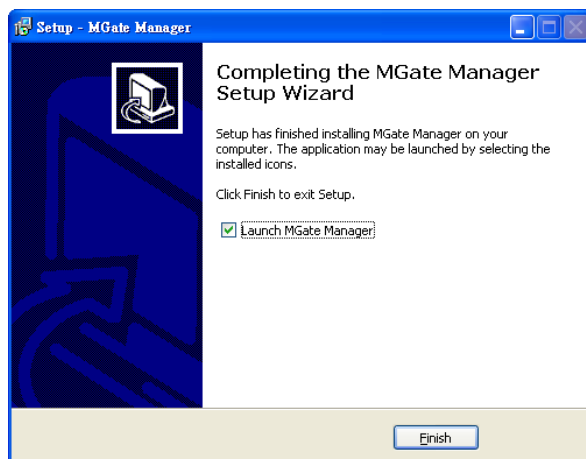 Setup - MGate Manager
Completing the MGate Manager
Setup Wizard
Setup has finished installing MGate Manager on your
computer. The application may be launched by selecting the
installed icons.
Click Finish to exit Setup.
Launch MGate Manager
Finish